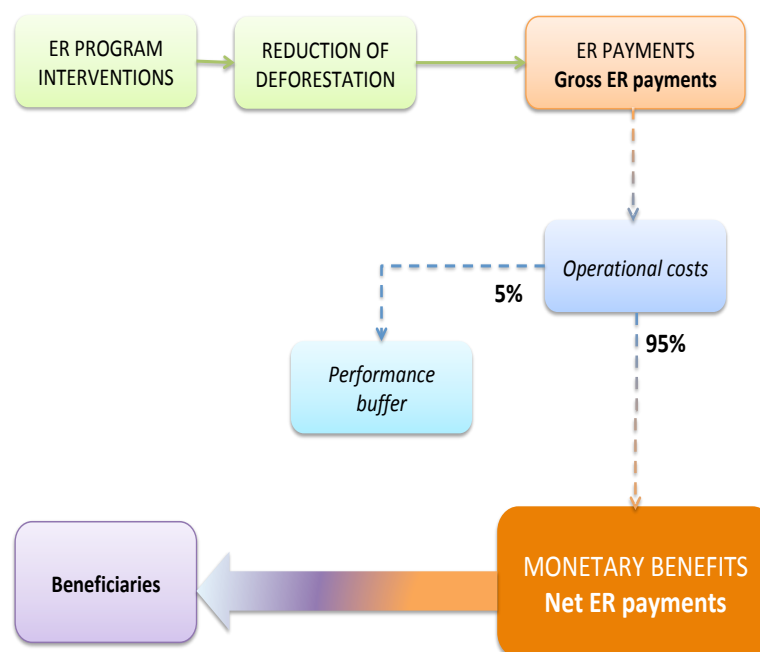 ER PROGRAM
INTERVENTIONS
REDUCTION OF
DEFORESTATION
ER PAYMENTS
Gross ER payments
Operational costs
5%
95%
Performance
buffer
Beneficiaries
MONETARY BENEFITS
Net ER payments